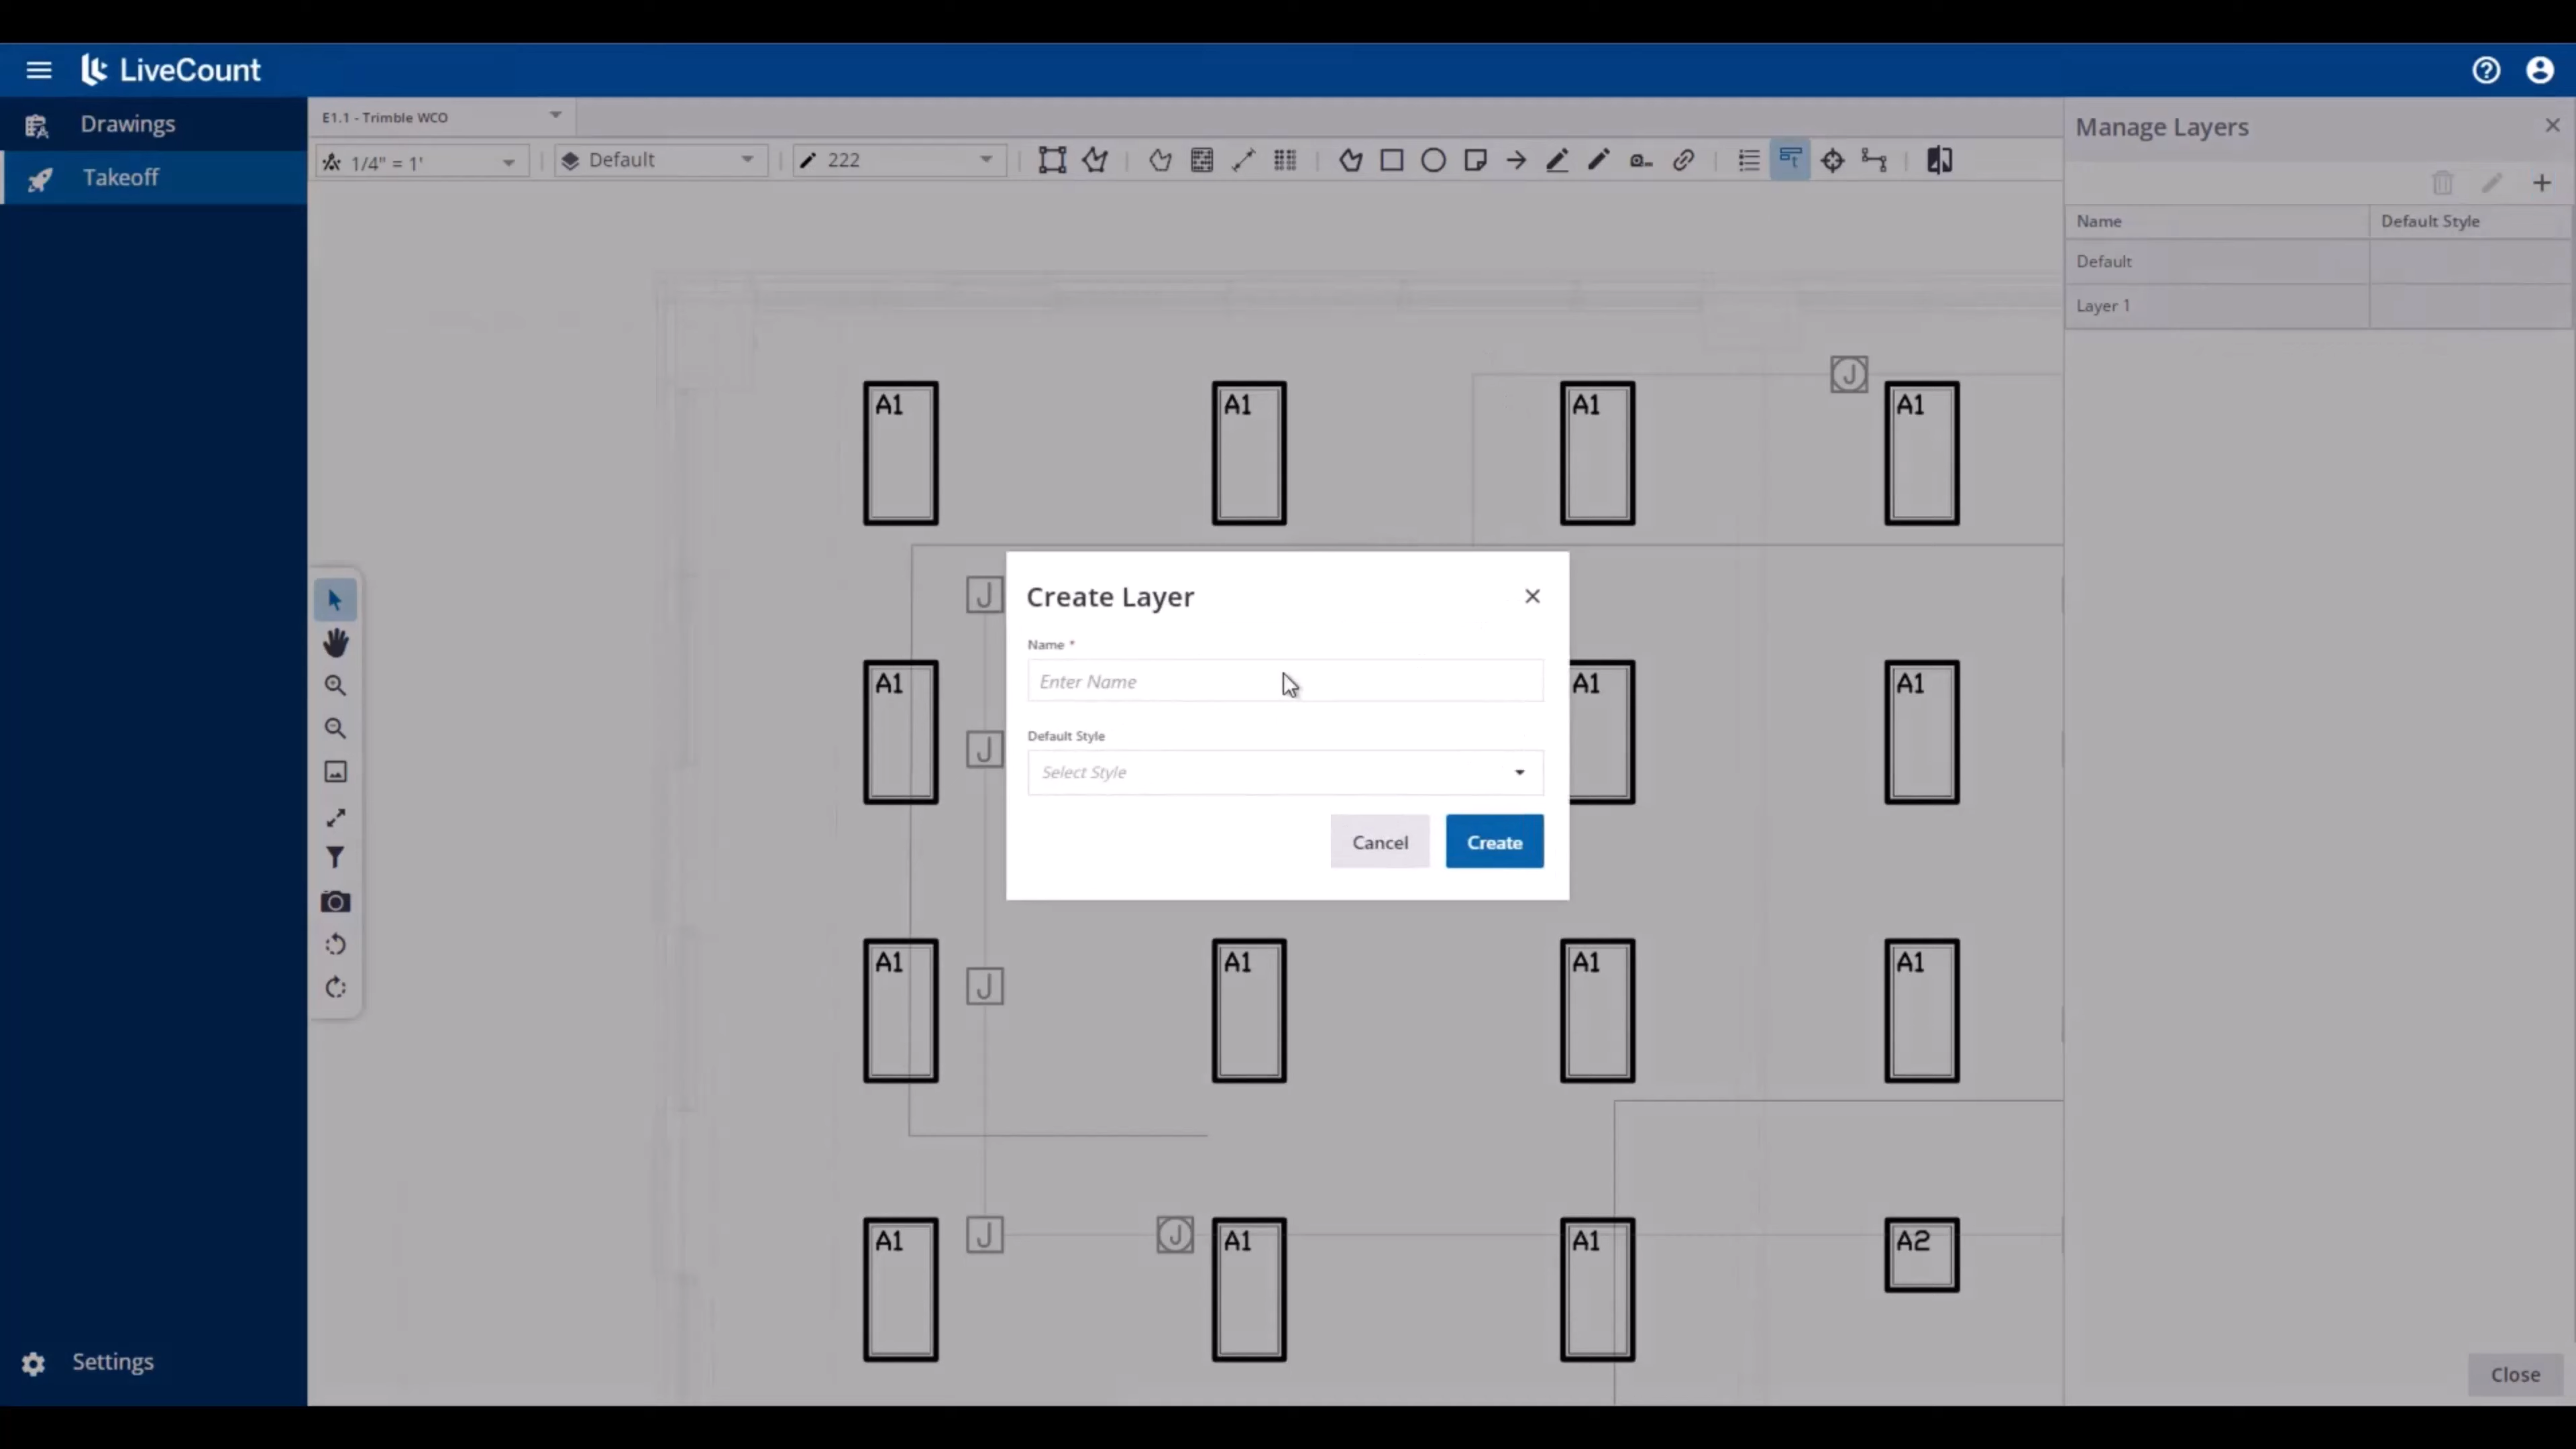 LiveCount
Drawings
Takeoff
Settings
E1.1 - Trimble WCO
1/4" = 1'
Default
222
Manage Layers
Name
Default Style
Default
Layer 1
Close
A1
A1
A1
J
A1
J
A1
J
A1
A1
A1
J
A1
A1
A1
A1
J
J
A1
A1
A2
Create Layer
Name *
Enter Name
Default Style
Select Style
Cancel
Create